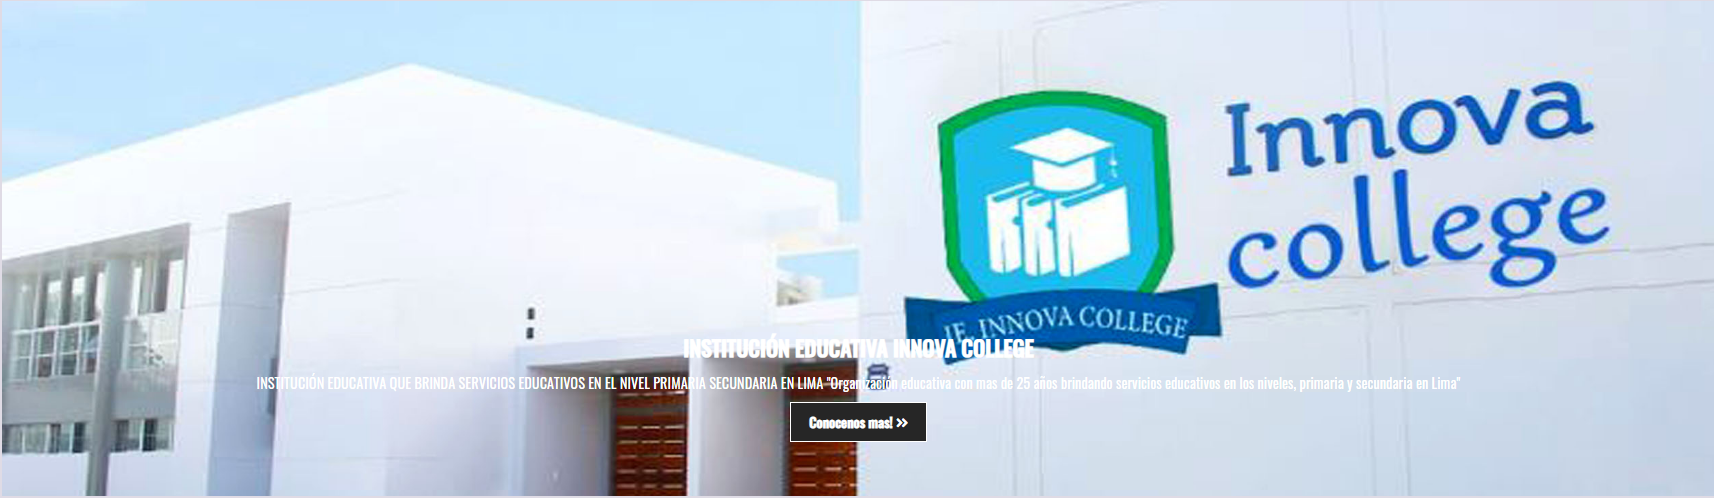 Innova
college
IE. INNOVA COLLEGE
INSTITUCIÓN EDUCATIVA INNOVA COLLEGE
INSTITUCIÓN EDUCATIVA QUE BRINDA SERVICIOS EDUCATIVOS EN EL NIVEL PRIMARIA SECUNDARIA EN LIMA "Organización educativa con mas de 25 años brindando servicios educativos en los niveles, primaria y secundaria en Lima"
Conocenos mas! »